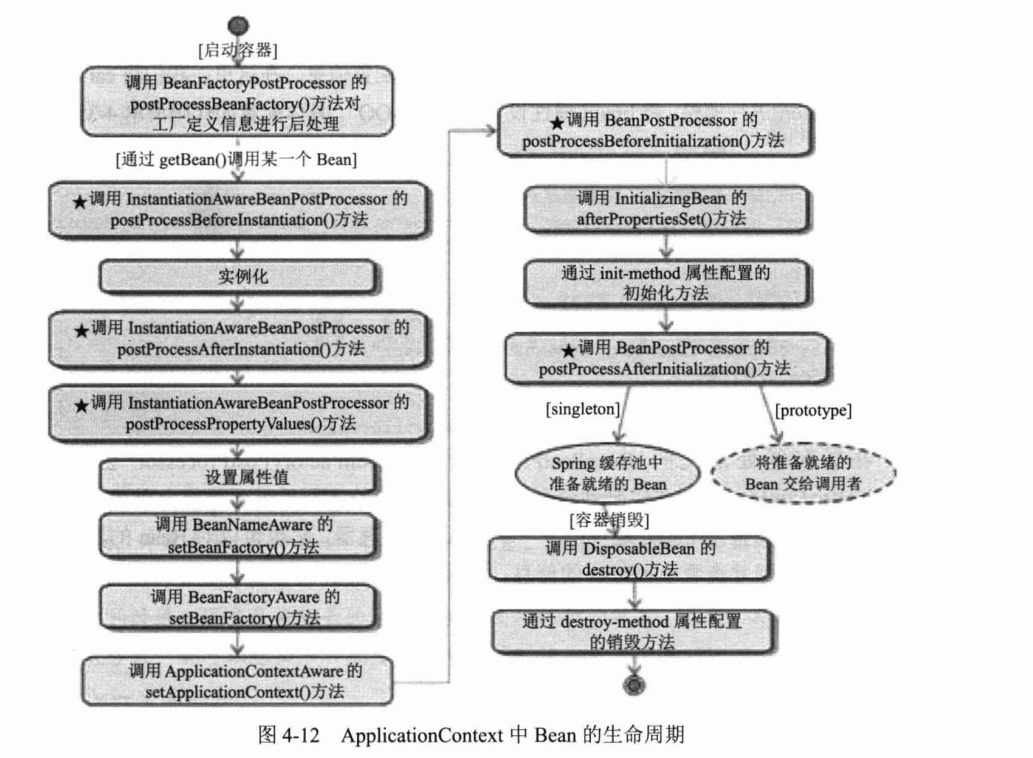 [启动容器]
调用 BeanFactoryPostProcessor 的
postProcessBeanFactory()方法对
工厂定义信息进行后处理
[通过 getBean()调用某一个 Bean]
★调用 InstantiationAwareBeanPostProcessor 的
postProcessBeforeInstantiation()方法
实例化
★调用 InstantiationAwareBeanPostProcessor 的
postProcessAfterInstantiation()方法
★调用 InstantiationAwareBeanPostProcessor 的
postProcessPropertyValues()方法
设置属性值
调用 BeanNameAware 的
setBeanFactory()方法
调用 BeanFactoryAware 的
setBeanFactory()方法
调用 ApplicationContextAware 的
setApplicationContext()方法
★调用 BeanPostProcessor 的
postProcessBeforeInitialization()方法
调用 InitializingBean 的
afterPropertiesSet()方法
通过 init-method 属性配置的
初始化方法
★调用 BeanPostProcessor 的
postProcessAfterInitialization()方法
[singleton]
[prototype]
Spring 缓存池中
准备就绪的 Bean
将准备就绪的
Bean 交给调用者
[容器销毁]
调用 DisposableBean 的
destroy()方法
通过 destroy-method 属性配置
的销毁方法
图 4-12 ApplicationContext 中 Bean 的生命周期